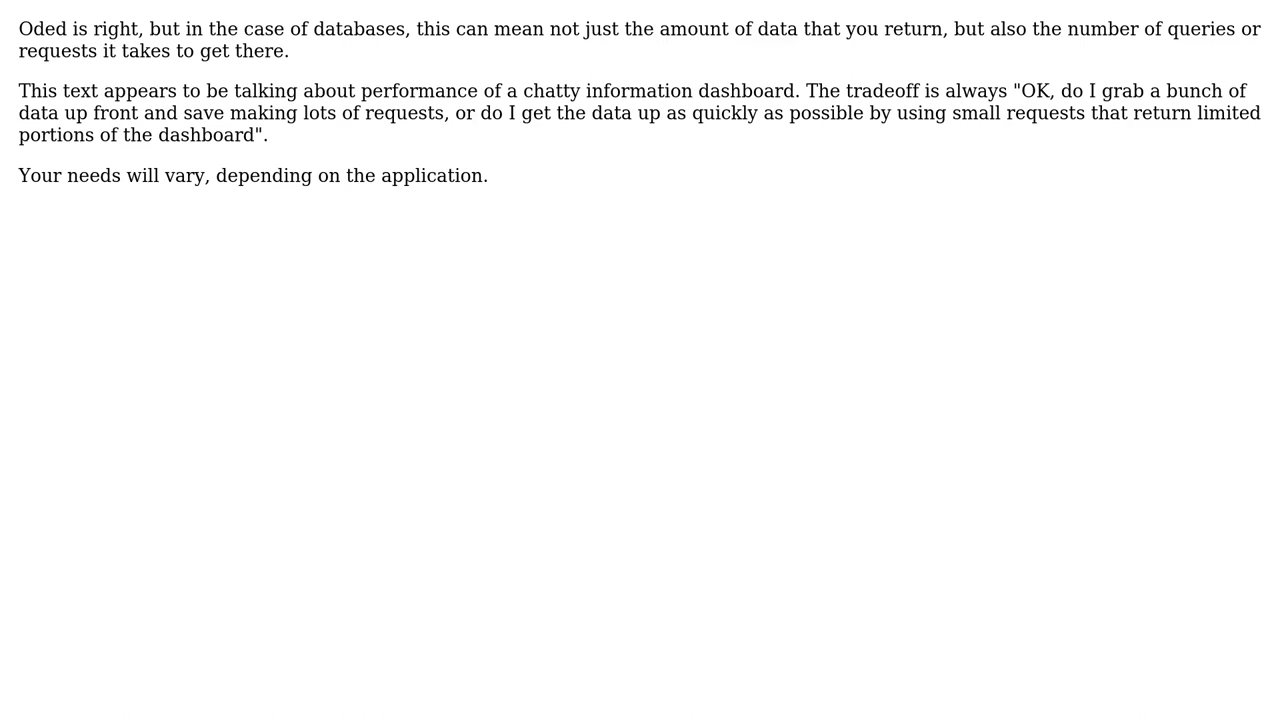 Oded is right, but in the case of databases, this can mean not just the amount of data that you return, but also the number of queries or
requests it takes to get there.
This text appears to be talking about performance of a chatty information dashboard. The tradeoff is always "OK, do I grab a bunch of
data up front and save making lots of requests, or do I get the data up as quickly as possible by using small requests that return limited
portions of the dashboard".
Your needs will vary, depending on the application.